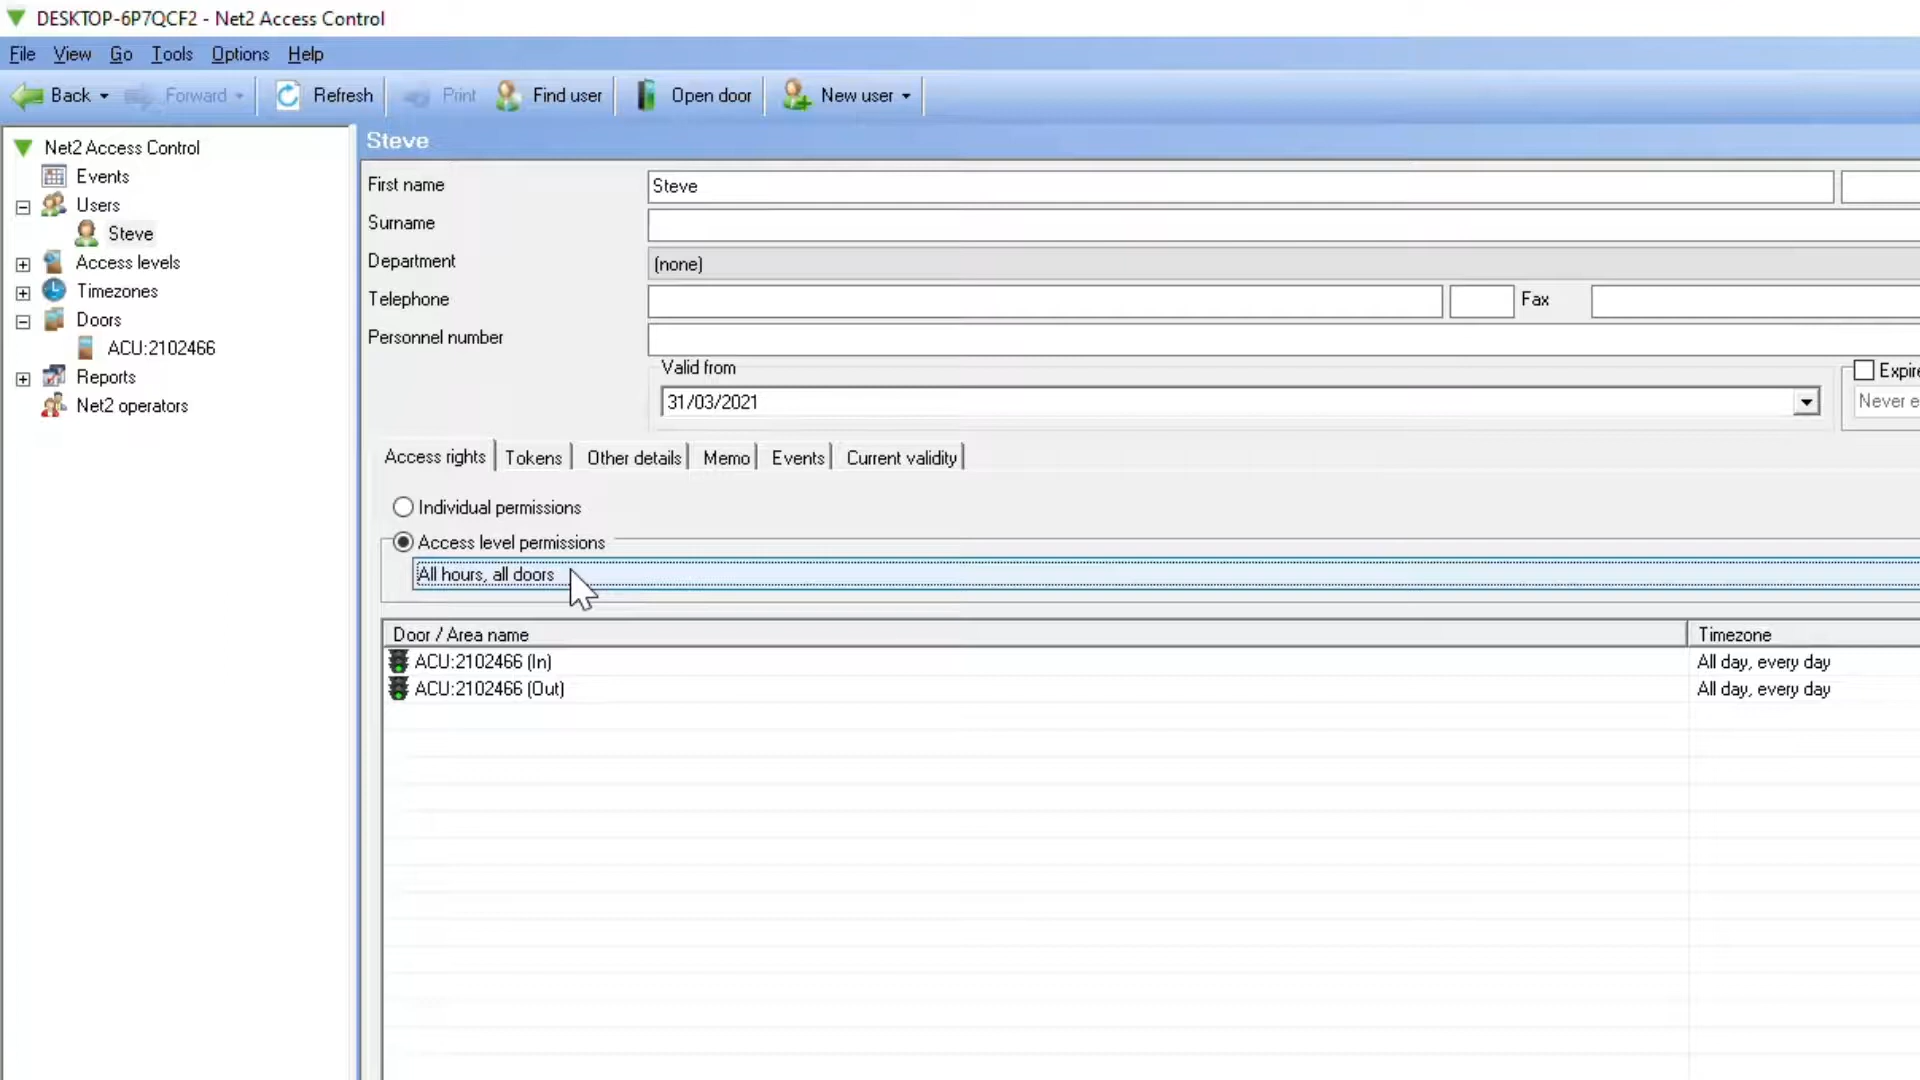 DESKTOP-6P7QCF2 - Net2 Access Control
File View Go Tools Options Help
Back Forward Refresh Print Find user Open door New user
Net2 Access Control
Events
Users
Steve
Access levels
Timezones
Doors
ACU:2102466
Reports
Net2 operators
Steve
First name Steve
Surname
Department (none)
Telephone Fax
Personnel number
Valid from
31/03/2021
Expire
Never e
Access rights Tokens Other details Memo Events Current validity
Individual permissions
Access level permissions
All hours, all doors
Door / Area name Timezone
ACU:2102466 (In) All day, every day
ACU:2102466 (Out) All day, every day